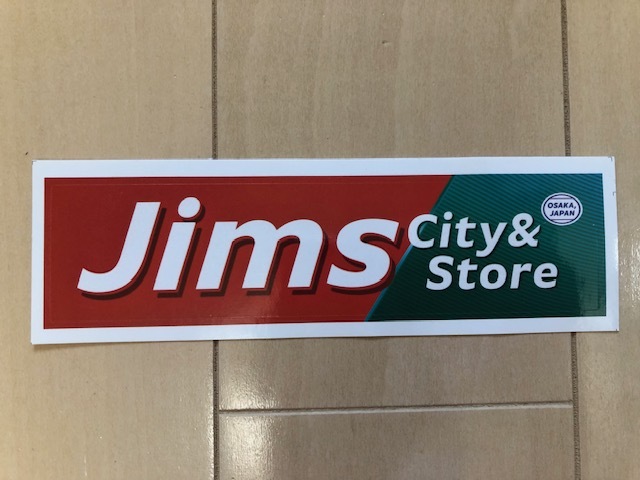 Jims
City&
Store
OSAKA,
JAPAN